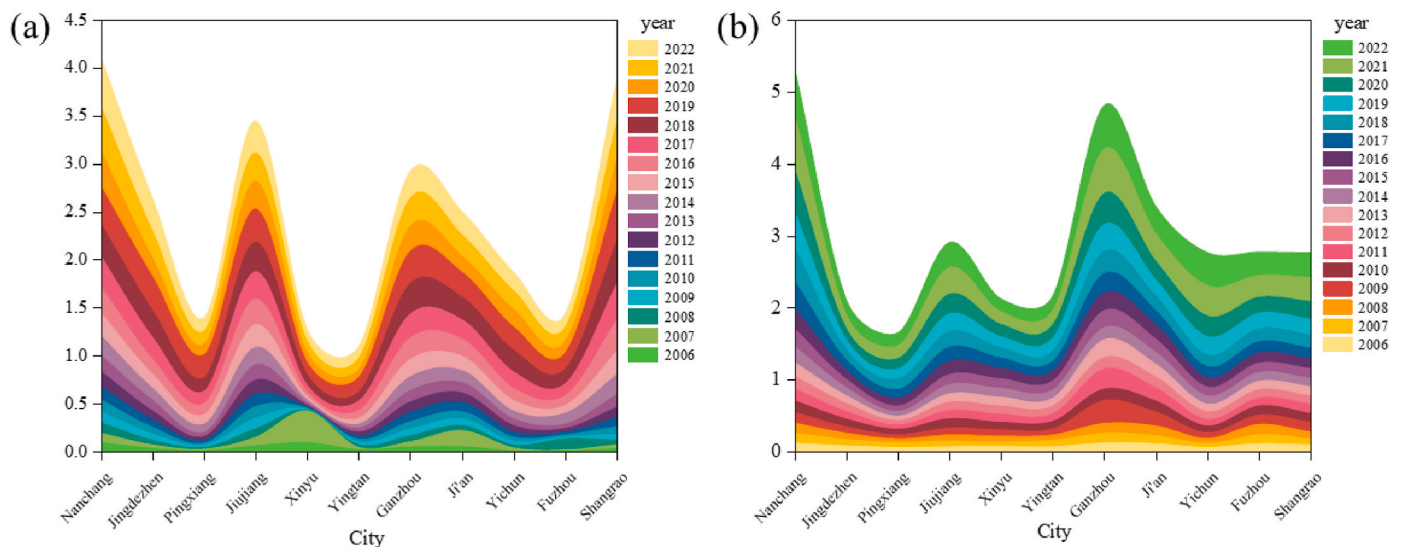 (a)
4.5
4.0
3.5
3.0
2.5
2.0
1.5
1.0
0.5
0.0
Nanchang
Jingdezhen
Pingxiang
Jiujiang
Xinyu
Yingtan
Ganzhou
Ji'an
Yichun
Fuzhou
Shangrao
City
year
2022
2021
2020
2019
2018
2017
2016
2015
2014
2013
2012
2011
2010
2009
2008
2007
2006
(b)
6
5
4
3
2
1
0
Nanchang
Jingdezhen
Pingxiang
Jiujiang
Xinyu
Yingtan
Ganzhou
Ji'an
Yichun
Fuzhou
Shangrao
City
year
2022
2021
2020
2019
2018
2017
2016
2015
2014
2013
2012
2011
2010
2009
2008
2007
2006